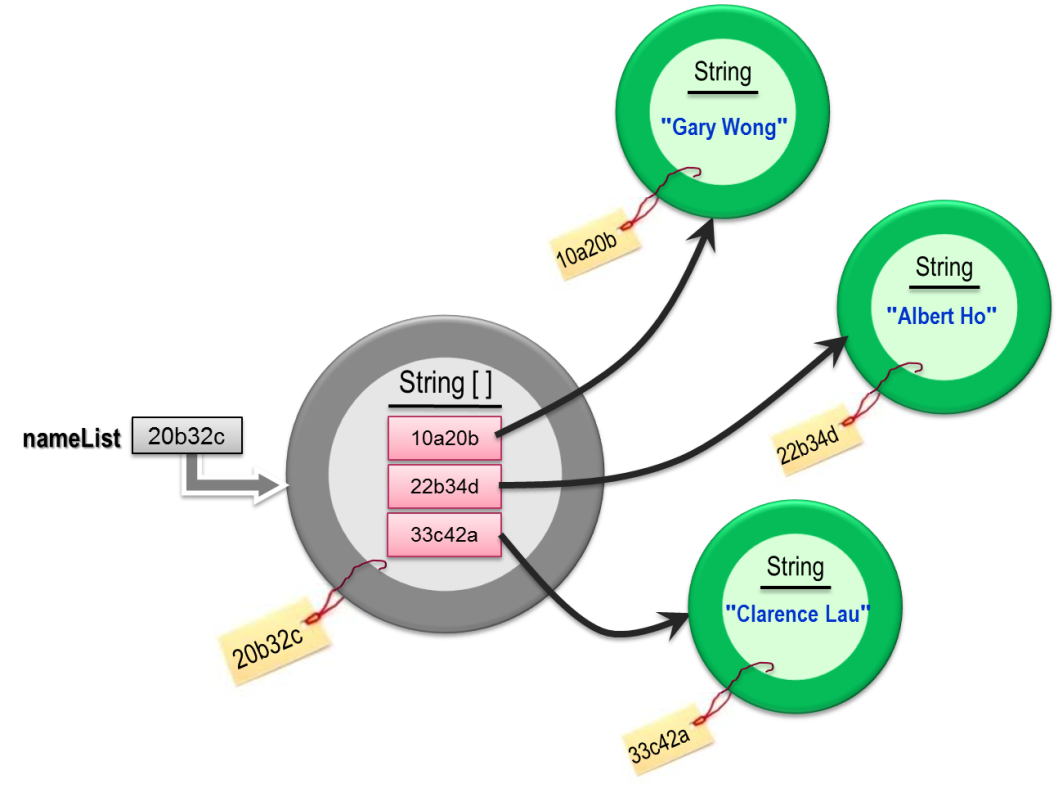 String
"Gary Wong"
10a20b
String
"Albert Ho"
22b34d
String [ ]
nameList 20b32c
10a20b
22b34d
33c42a
20b32c
String
"Clarence Lau"
33c42a